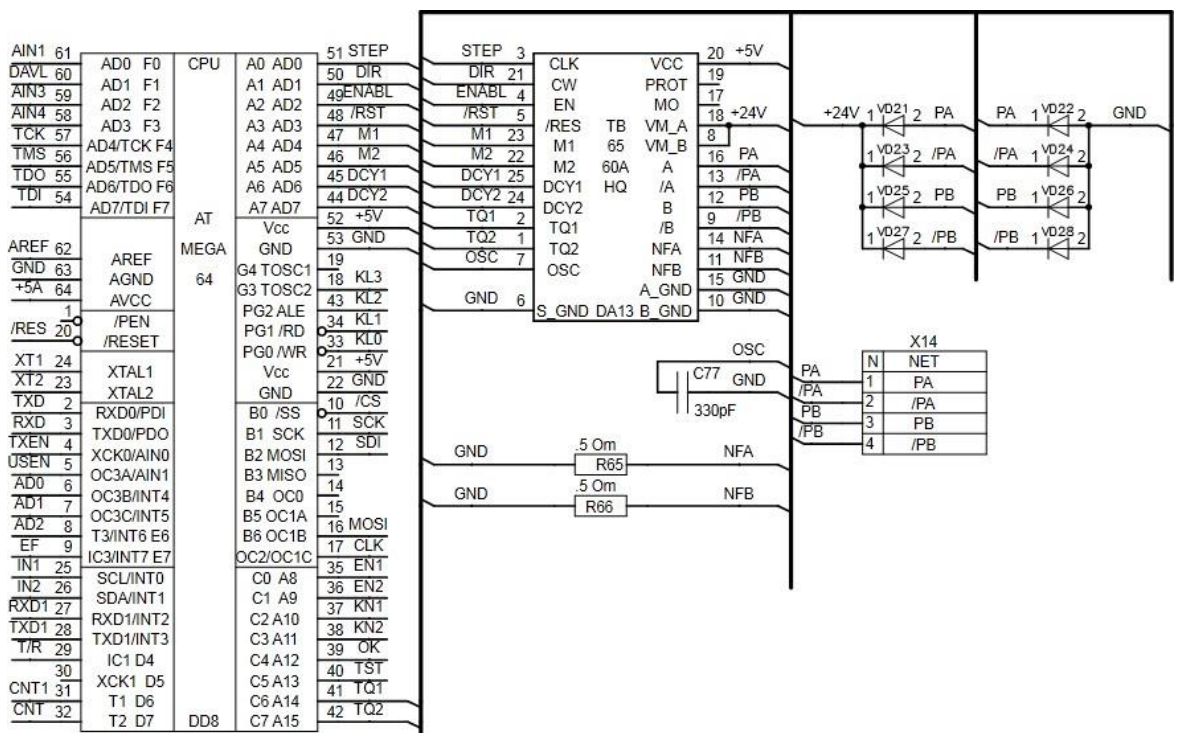 AIN1 61 AD0 F0 CPU A0 AD0 51 STEP
DAVL 60 AD1 F1 A1 AD1 50 DIR
AIN3 59 AD2 F2 A2 AD2 49 ENABL
AIN4 58 AD3 F3 A3 AD3 48 /RST
TCK 57 AD4/TCK F4 A4 AD4 47 M1
TMS 56 AD5/TMS F5 A5 AD5 46 M2
TDO 55 AD6/TDO F6 A6 AD6 45 DCY1
TDI 54 AD7/TDI F7 A7 AD7 44 DCY2
AT Vcc 52 +5V
MEGA GND 53 GND
AREF 62 AREF 64 G4 TOSC1 19
GND 63 AGND G3 TOSC2 18 KL3
+5A 64 AVCC PG2 ALE 43 KL2
1 /PEN PG1 /RD 34 KL1
/RES 20 /RESET PG0 /WR 33 KL0
XT1 24 XTAL1 Vcc 21 +5V
XT2 23 XTAL2 GND 22 GND
TXD 2 RXD0/PDI B0 /SS 10 /CS
RXD 3 TXD0/PDO B1 SCK 11 SCK
TXEN 4 XCK0/AIN0 B2 MOSI 12 SDI
USEN 5 OC3A/AIN1 B3 MISO 13
AD0 6 OC3B/INT4 B4 OC0 14
AD1 7 OC3C/INT5 B5 OC1A 15
AD2 8 T3/INT6 E6 B6 OC1B 16 MOSI
EF 9 IC3/INT7 E7 OC2/OC1C 17 CLK
IN1 25 SCL/INT0 C0 A8 35 EN1
IN2 26 SDA/INT1 C1 A9 36 EN2
RXD1 27 RXD1/INT2 C2 A10 37 KN1
TXD1 28 TXD1/INT3 C3 A11 38 KN2
T/R 29 IC1 D4 C4 A12 39 OK
30 XCK1 D5 C5 A13 40 TST
CNT1 31 T1 D6 C6 A14 41 TQ1
CNT 32 T2 D7 DD8 C7 A15 42 TQ2
STEP 3 CLK VCC 20 +5V
DIR 21 CW PROT 19
ENABL 4 EN MO 17
/RST 5 /RES TB VM_A 18 +24V
M1 23 M1 65 VM_B 8
M2 22 M2 60A A 16 PA
DCY1 25 DCY1 HQ /A 13 /PA
DCY2 24 DCY2 B 12 PB
TQ1 2 TQ1 /B 9 /PB
TQ2 1 TQ2 NFA 14 NFA
OSC 7 OSC NFB 11 NFB
A_GND 15 GND
GND 6 S_GND DA13 B_GND 10 GND
OSC
C77 GND
330pF
GND .5 Om NFA
R65
GND .5 Om NFB
R66
+24V 1 VD21 2 PA PA 1 VD22 2 GND
1 VD23 2 /PA /PA 1 VD24 2
1 VD25 2 PB PB 1 VD26 2
1 VD27 2 /PB /PB 1 VD28 2
X14
N NET
PA 1 PA
/PA 2 /PA
PB 3 PB
/PB 4 /PB